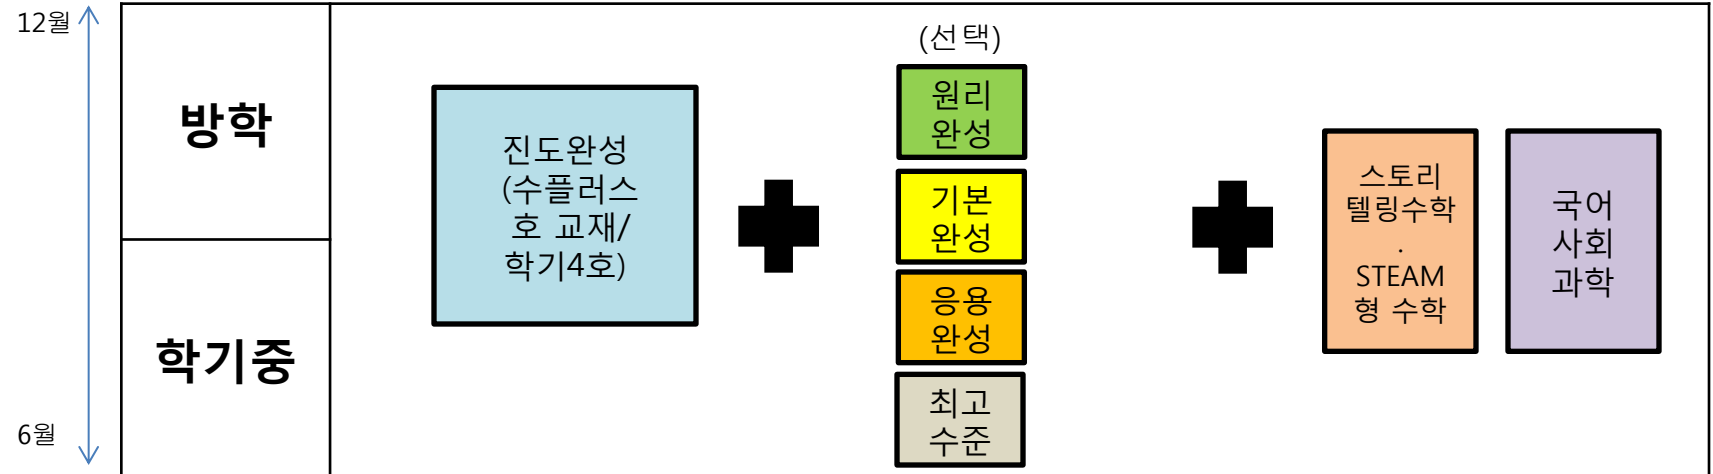 12월
방학
학기중
6월
진도완성
(수플러스
호 교재/
학기4호)
(선택)
원리
완성
기본
완성
응용
완성
최고
수준
스토리
텔링수학
.
STEAM
형 수학
국어
사회
과학